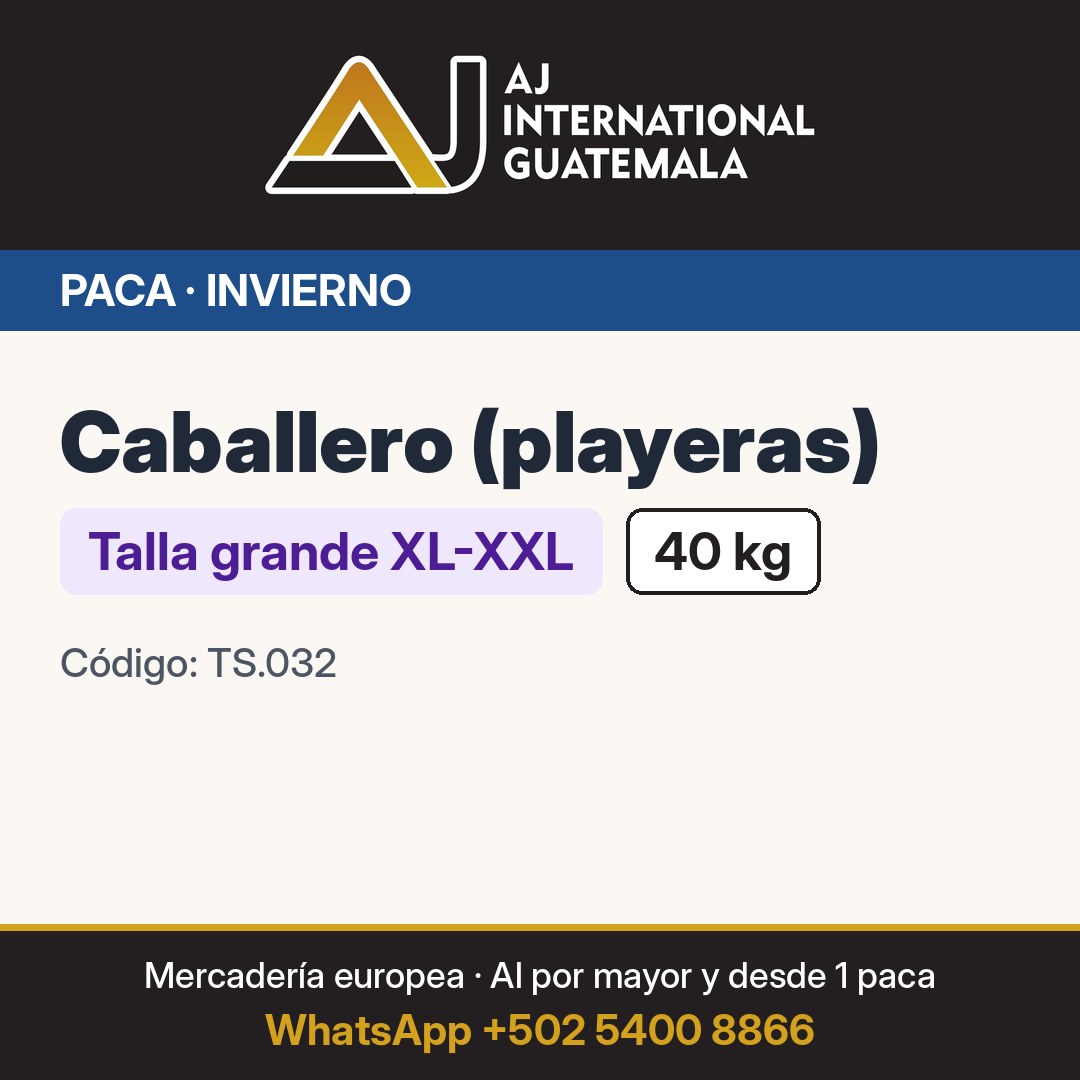 AJ
AJ
INTERNATIONAL
GUATEMALA
PACA · INVIERNO
Caballero (playeras)
Talla grande XL-XXL
40 kg
Código: TS.032
Mercadería europea · Al por mayor y desde 1 paca
WhatsApp +502 5400 8866